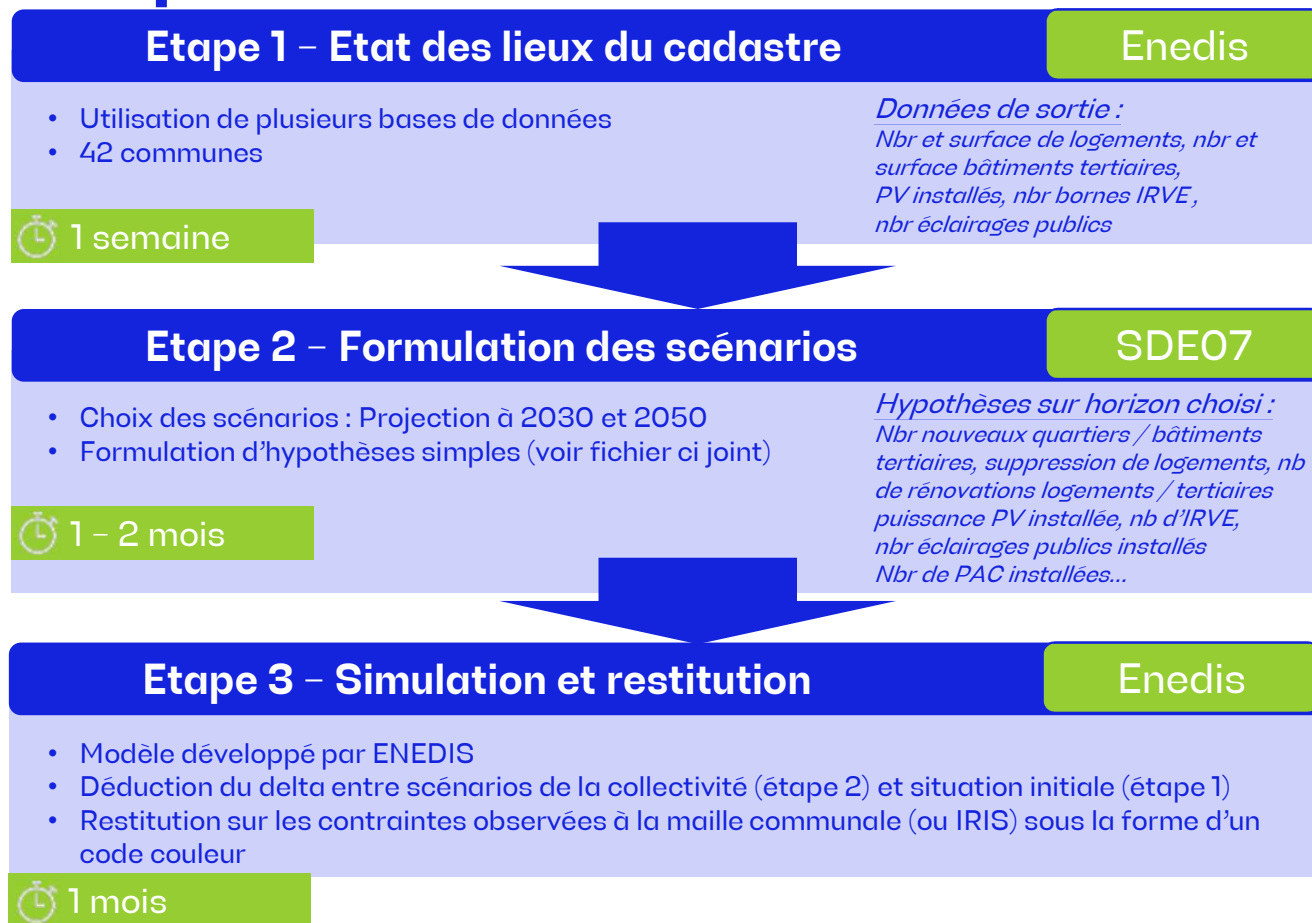 Etape 1 – Etat des lieux du cadastre
Enedis
• Utilisation de plusieurs bases de données
• 42 communes
Données de sortie :
Nbr et surface de logements, nbr et
surface bâtiments tertiaires,
PV installés, nbr bornes IRVE ,
nbr éclairages publics
1 semaine
Etape 2 – Formulation des scénarios
SDE07
• Choix des scénarios : Projection à 2030 et 2050
• Formulation d'hypothèses simples (voir fichier ci joint)
Hypothèses sur horizon choisi :
Nbr nouveaux quartiers / bâtiments
tertiaires, suppression de logements, nb
de rénovations logements / tertiaires
puissance PV installée, nb d'IRVE,
nbr éclairages publics installés
Nbr de PAC installées...
1 – 2 mois
Etape 3 – Simulation et restitution
Enedis
• Modèle développé par ENEDIS
• Déduction du delta entre scénarios de la collectivité (étape 2) et situation initiale (étape 1)
• Restitution sur les contraintes observées à la maille communale (ou IRIS) sous la forme d'un
code couleur
1 mois